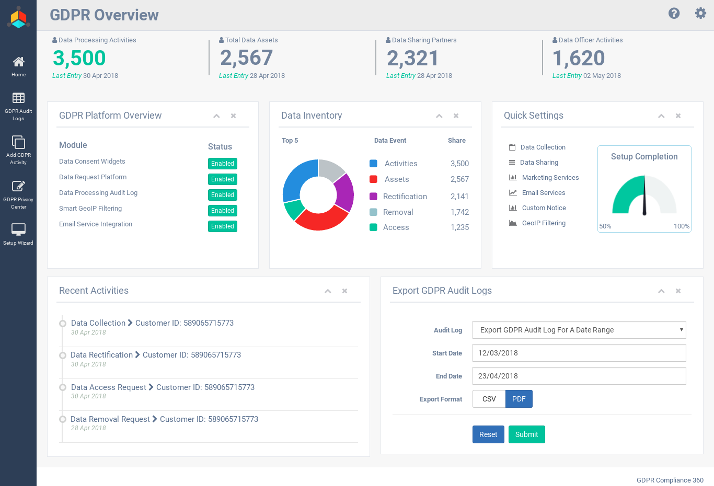 GDPR Overview
Data Processing Activities
3,500
Last Entry 30 Apr 2018
Total Data Assets
2,567
Last Entry 28 Apr 2018
Data Sharing Partners
2,321
Last Entry 28 Apr 2018
Data Officer Activities
1,620
Last Entry 02 May 2018
Home
GDPR Audit
Logs
Add GDPR
Activity
GDPR Privacy
Center
Setup Wizard
GDPR Platform Overview
Module Status
Data Consent Widgets Enabled
Data Request Platform Enabled
Data Processing Audit Log Enabled
Smart GeoIP Filtering Enabled
Email Service Integration Enabled
Data Inventory
Top 5 Data Event Share
Activities 3,500
Assets 2,567
Rectification 2,141
Removal 1,742
Access 1,235
Quick Settings
Data Collection
Data Sharing
Marketing Services
Email Services
Custom Notice
GeoIP Filtering
Setup Completion
50% 100%
Recent Activities
Data Collection > Customer ID: 589065715773
30 Apr 2018
Data Rectification > Customer ID: 589065715773
30 Apr 2018
Data Access Request > Customer ID: 589065715773
30 Apr 2018
Data Removal Request > Customer ID: 589065715773
28 Apr 2018
Export GDPR Audit Logs
Audit Log Export GDPR Audit Log For A Date Range
Start Date 12/03/2018
End Date 23/04/2018
Export Format CSV PDF
Reset Submit
GDPR Compliance 360